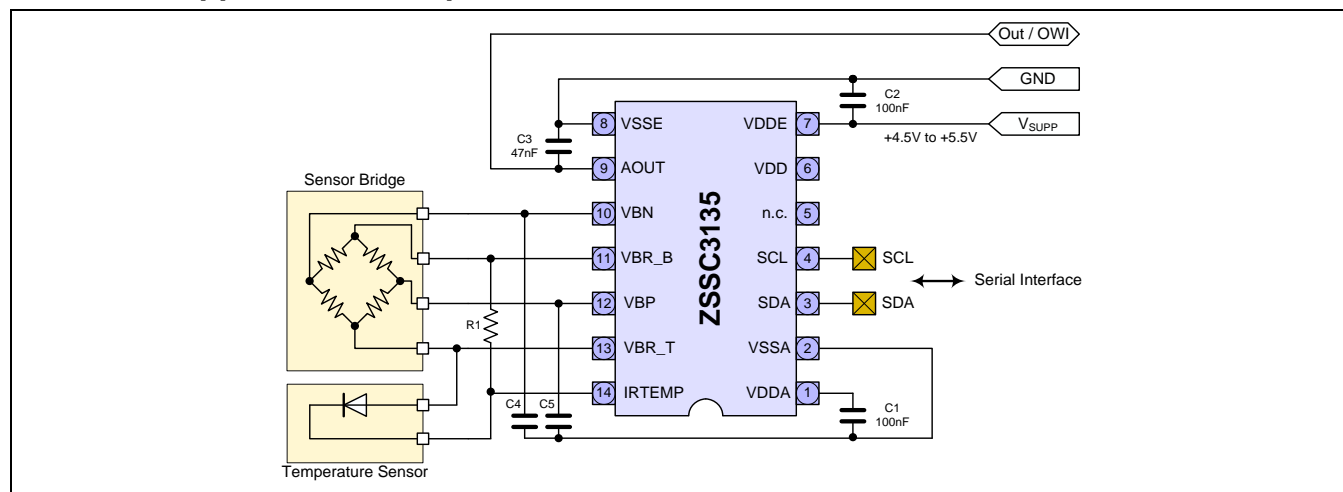 Out / OWI
GND
C2
100nF
V_SUPP
+4.5V to +5.5V
8 VSSE VDDE 7
C3
47nF
9 AOUT VDD 6
Sensor Bridge
10 VBN n.c. 5
ZSSC3135
11 VBR_B SCL 4 SCL
Serial Interface
12 VBP SDA 3 SDA
R1
13 VBR_T VSSA 2
14 IRTEMP VDDA 1
C4 C5
C1
100nF
Temperature Sensor